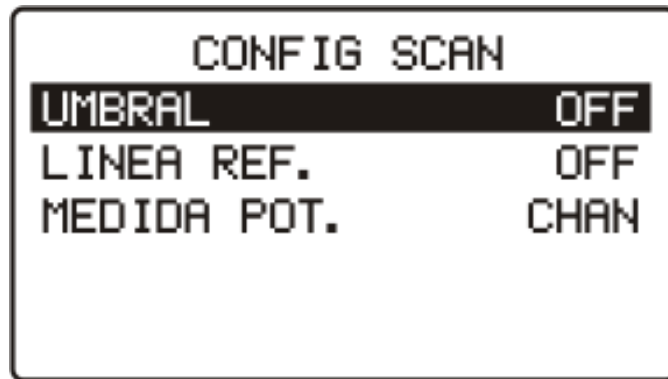 CONFIG SCAN
UMBRAL OFF
LINEA REF. OFF
MEDIDA POT. CHAN